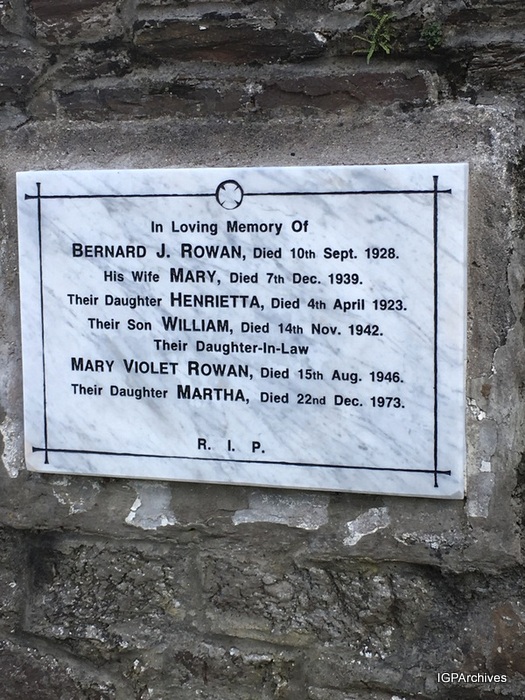 In Loving Memory Of
BERNARD J. ROWAN, Died 10th Sept. 1928.
His Wife MARY, Died 7th Dec. 1939.
Their Daughter HENRIETTA, Died 4th April 1923.
Their Son WILLIAM, Died 14th Nov. 1942.
Their Daughter-In-Law
MARY VIOLET ROWAN, Died 15th Aug. 1946.
Their Daughter MARTHA, Died 22nd Dec. 1973.
R. I. P.
IGPArchives